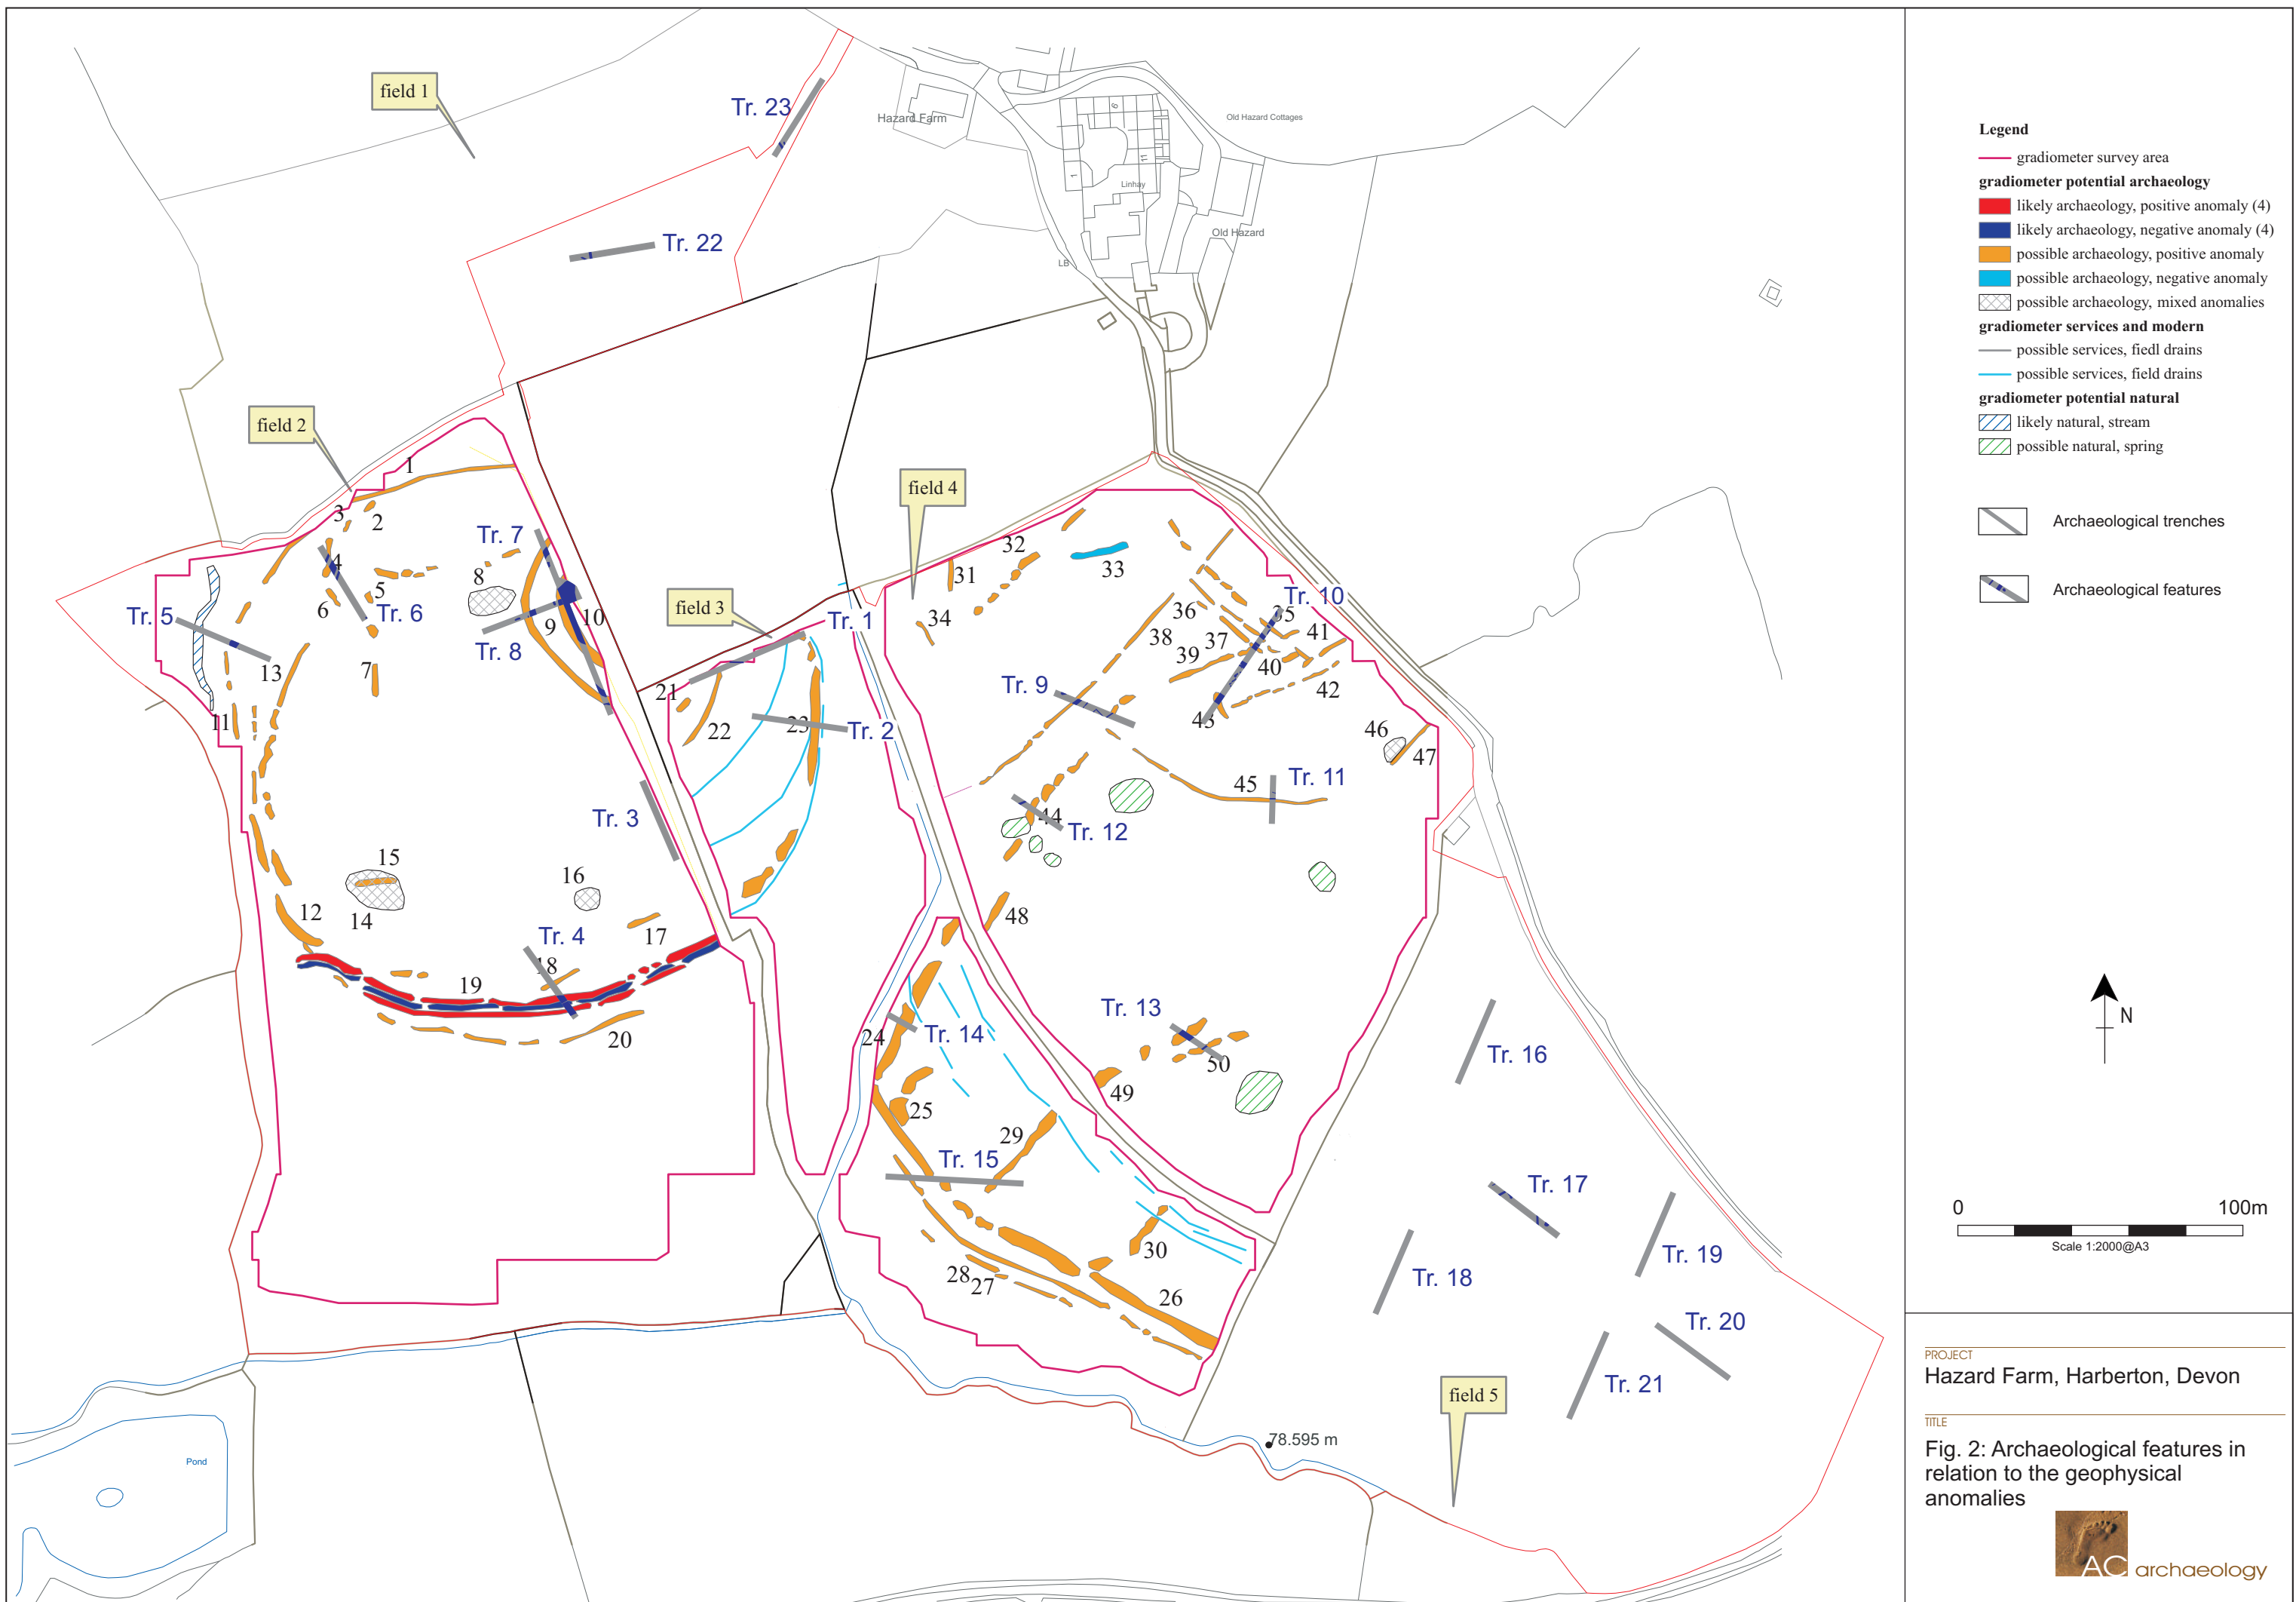 field 1
Tr. 23
Hazard Farm
6
Old Hazard Cottages
11
1
Linhay
Old Hazard
LB
Tr. 22
field 2
1
3
2
4
5
6
Tr. 6
Tr. 7
8
9
10
Tr. 8
Tr. 5
13
7
11
field 3
Tr. 1
21
22
23
Tr. 2
Tr. 3
15
14
16
12
17
Tr. 4
18
19
20
field 4
31
32
33
34
35
Tr. 10
36
37
38
39
40
41
42
43
Tr. 9
46
47
45
Tr. 11
44
Tr. 12
48
Tr. 13
50
49
24
Tr. 14
25
29
Tr. 15
30
28
27
26
Tr. 16
Tr. 17
Tr. 18
Tr. 19
Tr. 20
Tr. 21
field 5
78.595 m
Pond
Legend
gradiometer survey area
gradiometer potential archaeology
likely archaeology, positive anomaly (4)
likely archaeology, negative anomaly (4)
possible archaeology, positive anomaly
possible archaeology, negative anomaly
possible archaeology, mixed anomalies
gradiometer services and modern
possible services, fiedl drains
possible services, field drains
gradiometer potential natural
likely natural, stream
possible natural, spring
Archaeological trenches
Archaeological features
N
0 100m
Scale 1:2000@A3
PROJECT
Hazard Farm, Harberton, Devon
TITLE
Fig. 2: Archaeological features in
relation to the geophysical
anomalies
AC archaeology